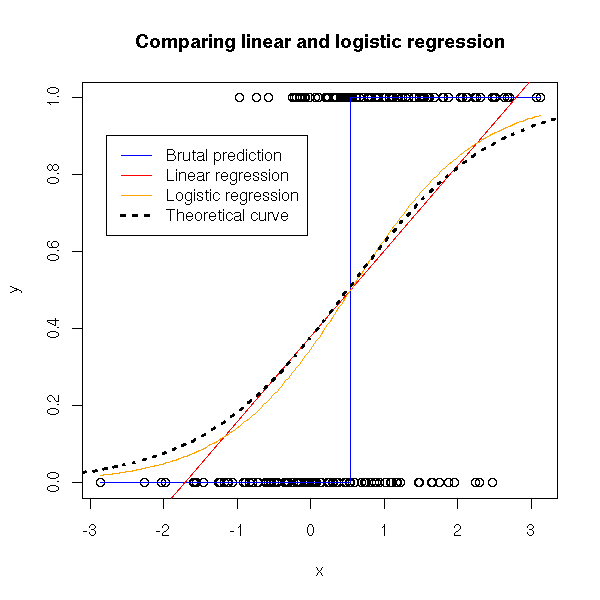 Comparing linear and logistic regression
Brutal prediction
Linear regression
Logistic regression
Theoretical curve
y
0.0 0.2 0.4 0.6 0.8 1.0
-3 -2 -1 0 1 2 3
x